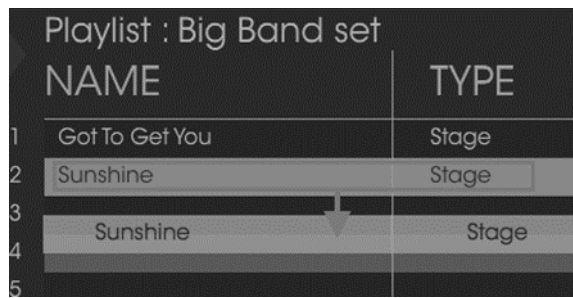 Playlist : Big Band set
NAME TYPE
1 Got To Get You Stage
2 Sunshine Stage
3
Sunshine Stage
4
5